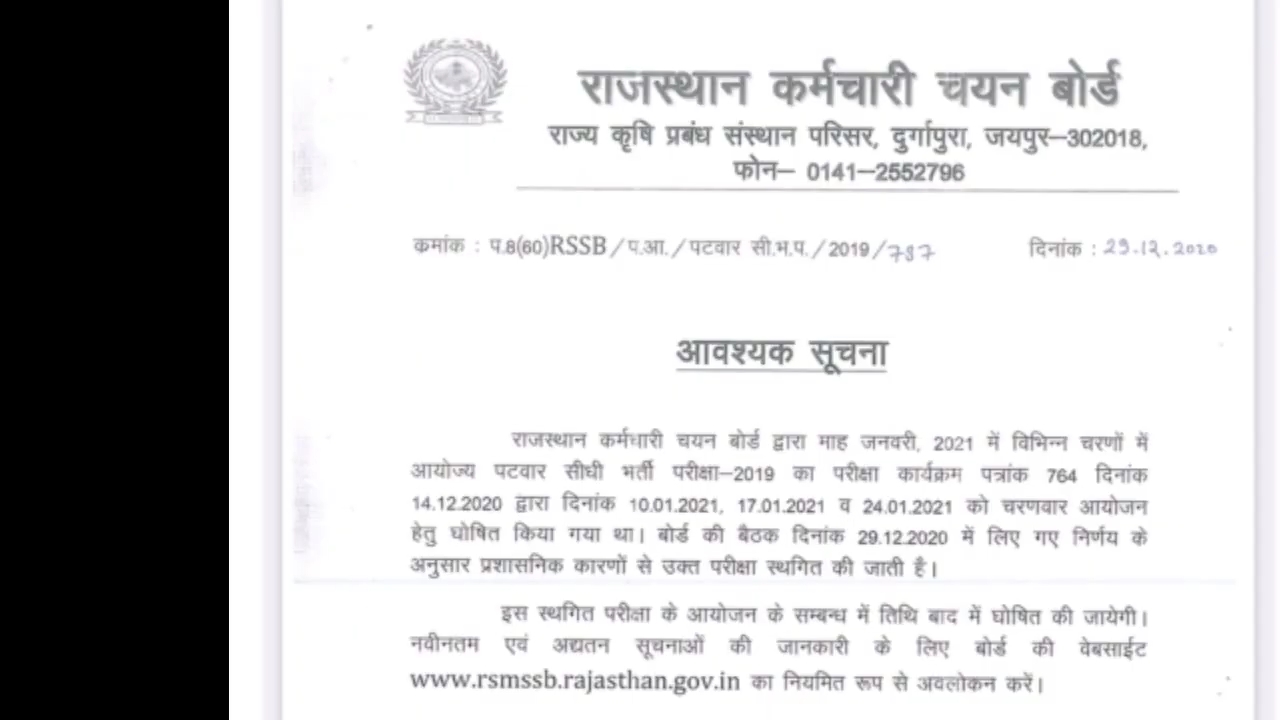 राजस्थान कर्मचारी चयन बोर्ड
राज्य कृषि प्रबंध संस्थान परिसर, दुर्गापुरा, जयपुर–302018,
फोन– 0141–2552796
क्रमांक : प.8(60)RSSB/प.आ./पटवार सी.भ.प./2019/787 दिनांक : 29.12.2020
आवश्यक सूचना
राजस्थान कर्मचारी चयन बोर्ड द्वारा माह जनवरी, 2021 में विभिन्न चरणों में
आयोज्य पटवार सीधी भर्ती परीक्षा–2019 का परीक्षा कार्यक्रम पत्रांक 764 दिनांक
14.12.2020 द्वारा दिनांक 10.01.2021, 17.01.2021 व 24.01.2021 को चरणवार आयोजन
हेतु घोषित किया गया था। बोर्ड की बैठक दिनांक 29.12.2020 में लिए गए निर्णय के
अनुसार प्रशासनिक कारणों से उक्त परीक्षा स्थगित की जाती है।
इस स्थगित परीक्षा के आयोजन के सम्बन्ध में तिथि बाद में घोषित की जायेगी।
नवीनतम एवं अद्यतन सूचनाओं की जानकारी के लिए बोर्ड की वेबसाईट
www.rsmssb.rajasthan.gov.in का नियमित रूप से अवलोकन करें।